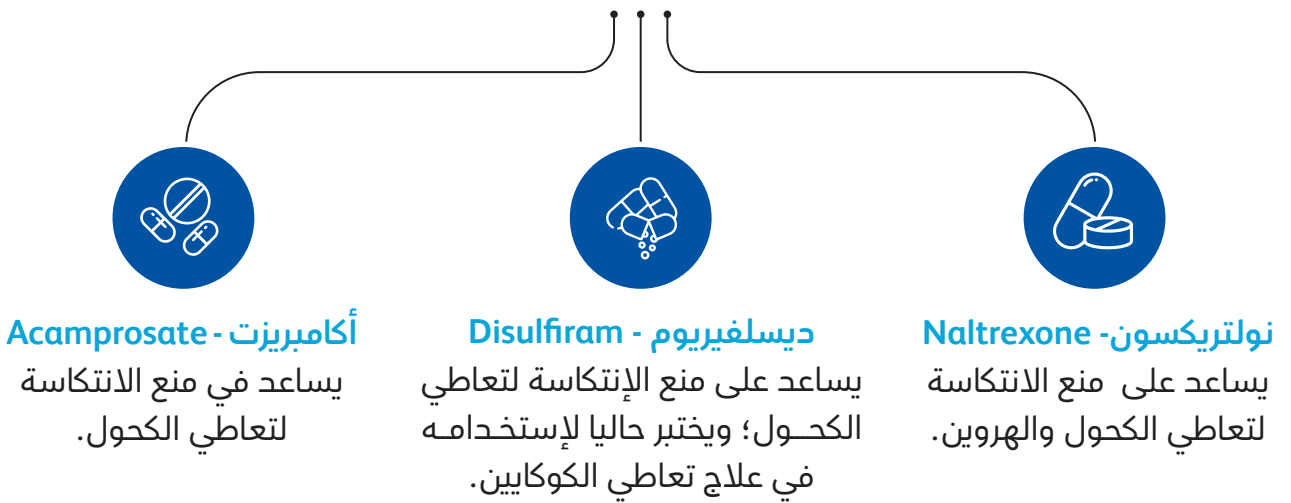 نولتريكسون- Naltrexone
يساعد على منع الانتكاسة
لتعاطي الكحول والهروين.
ديسلفيريوم - Disulfiram
يساعد على منع الإنتكاسة لتعاطي
الكحــول؛ ويختبر حاليا لإستخـدامـه
في علاج تعاطي الكوكايين.
أكامبريزت - Acamprosate
يساعد في منع الانتكاسة
لتعاطي الكحول.